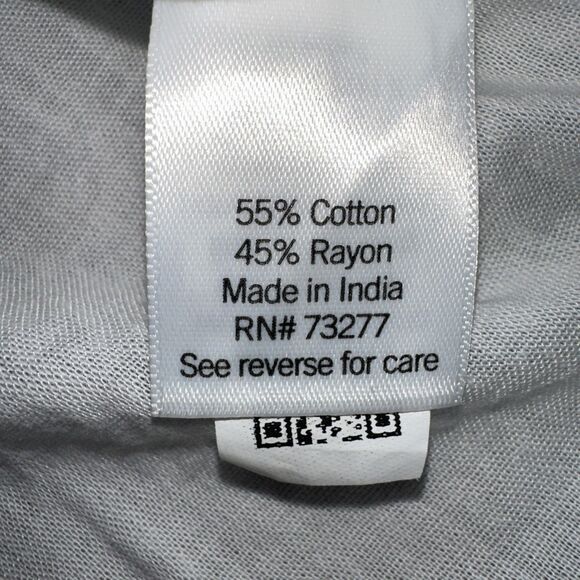 55% Cotton
45% Rayon
Made in India
RN# 73277
See reverse for care